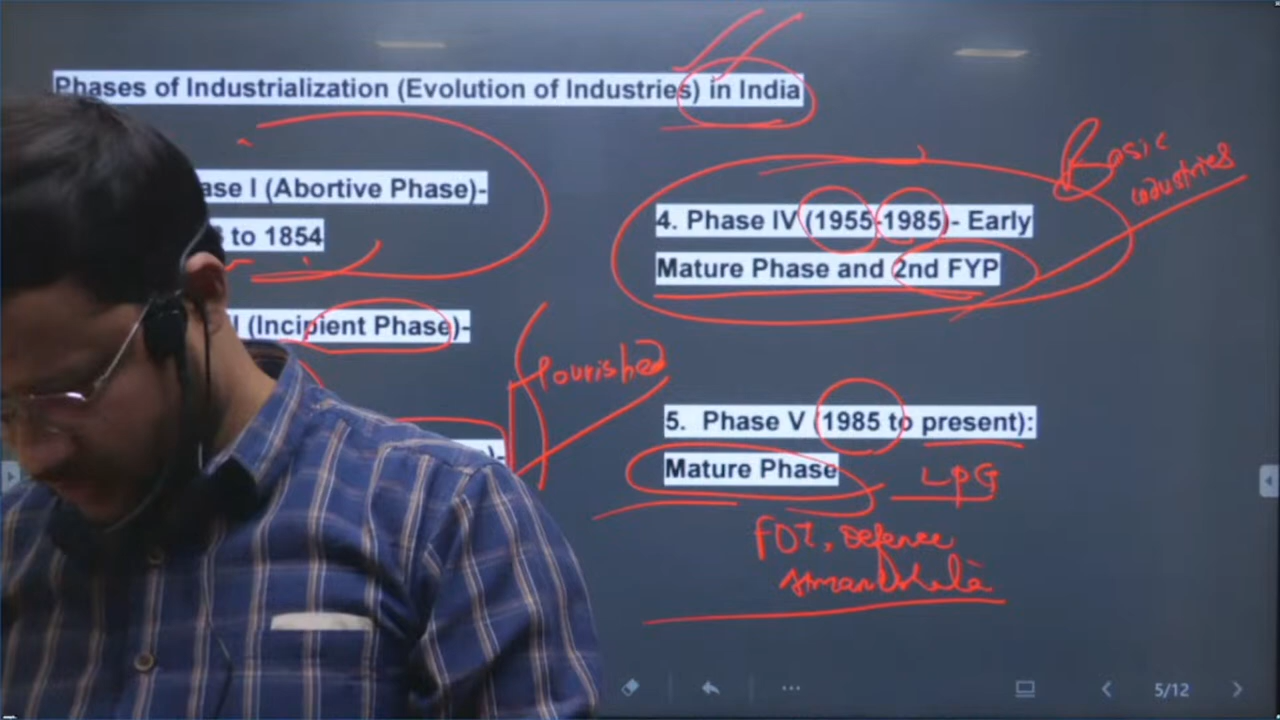 Phases of Industrialization (Evolution of Industries) in India
ase I (Abortive Phase)-
to 1854
I (Incipient Phase)-
)-
flourished
4. Phase IV (1955-1985)- Early
Mature Phase and 2nd FYP
Basic
industries
5. Phase V (1985 to present):
Mature Phase
LPG
FDI, Defence
5/12